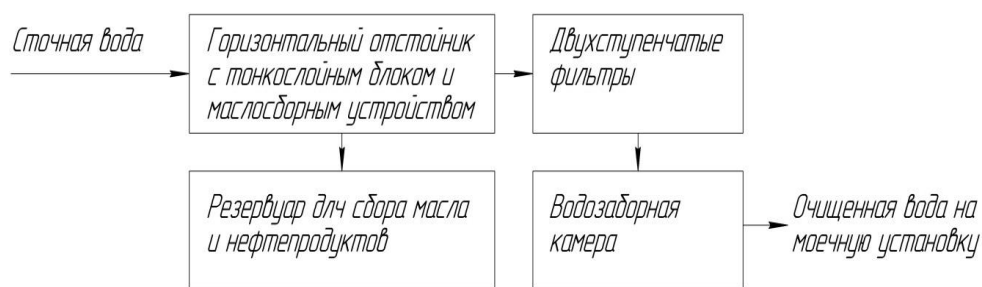 Сточная вода
Горизонтальный отстойник
с тонкослойным блоком и
маслосборным устройством
Двухступенчатые
фильтры
Резервуар длч сбора масла
и нефтепродуктов
Водозаборная
камера
Очищенная вода на
моечную установку